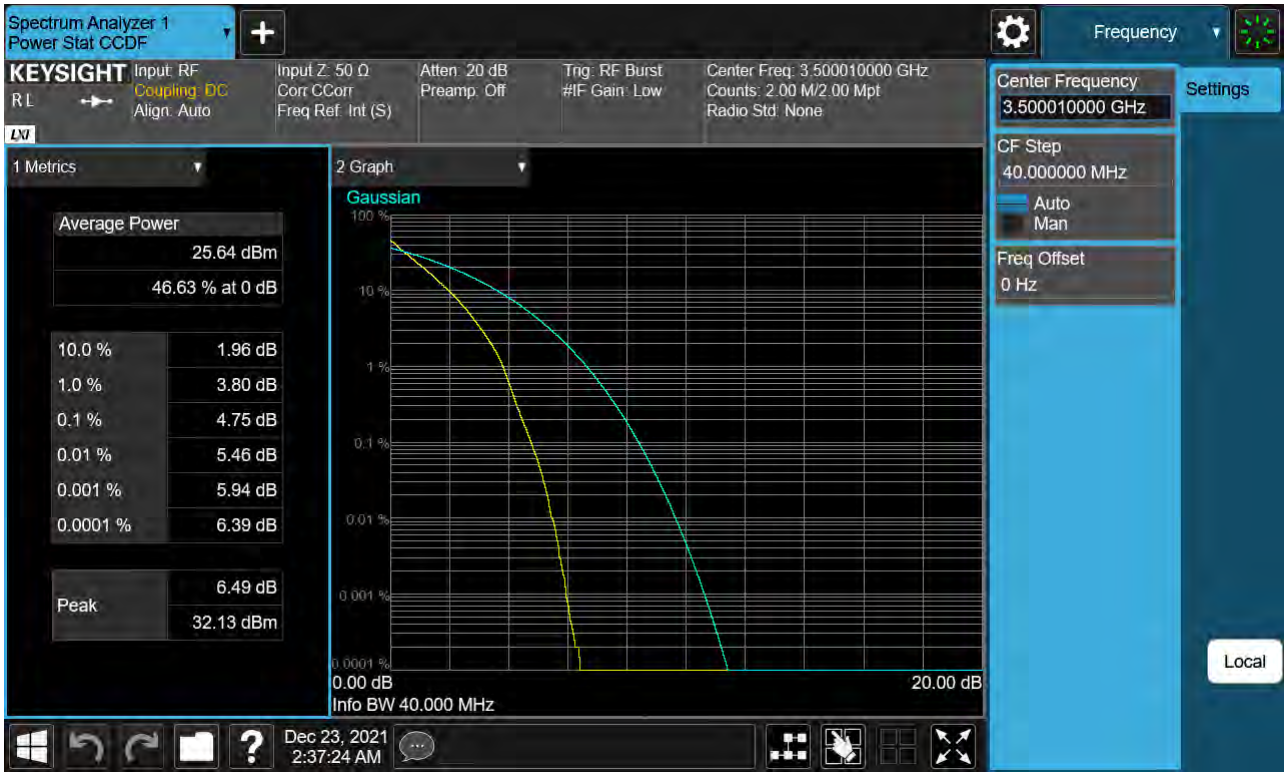 Spectrum Analyzer 1
Power Stat CCDF
Frequency
KEYSIGHT
RL
LXI
Input: RF
Coupling: DC
Align: Auto
Input Z: 50 Ω
Corr CCorr
Freq Ref: Int (S)
Atten: 20 dB
Preamp: Off
Trig: RF Burst
#IF Gain: Low
Center Freq: 3.500010000 GHz
Counts: 2.00 M/2.00 Mpt
Radio Std: None
Center Frequency
3.500010000 GHz
Settings
CF Step
40.000000 MHz
Auto
Man
Freq Offset
0 Hz
1 Metrics
Average Power
25.64 dBm
46.63 % at 0 dB
10.0 % 1.96 dB
1.0 % 3.80 dB
0.1 % 4.75 dB
0.01 % 5.46 dB
0.001 % 5.94 dB
0.0001 % 6.39 dB
Peak
6.49 dB
32.13 dBm
2 Graph
Gaussian
100 %
10 %
1 %
0.1 %
0.01 %
0.001 %
0.0001 %
0.00 dB 20.00 dB
Info BW 40.000 MHz
Local
?
Dec 23, 2021
2:37:24 AM